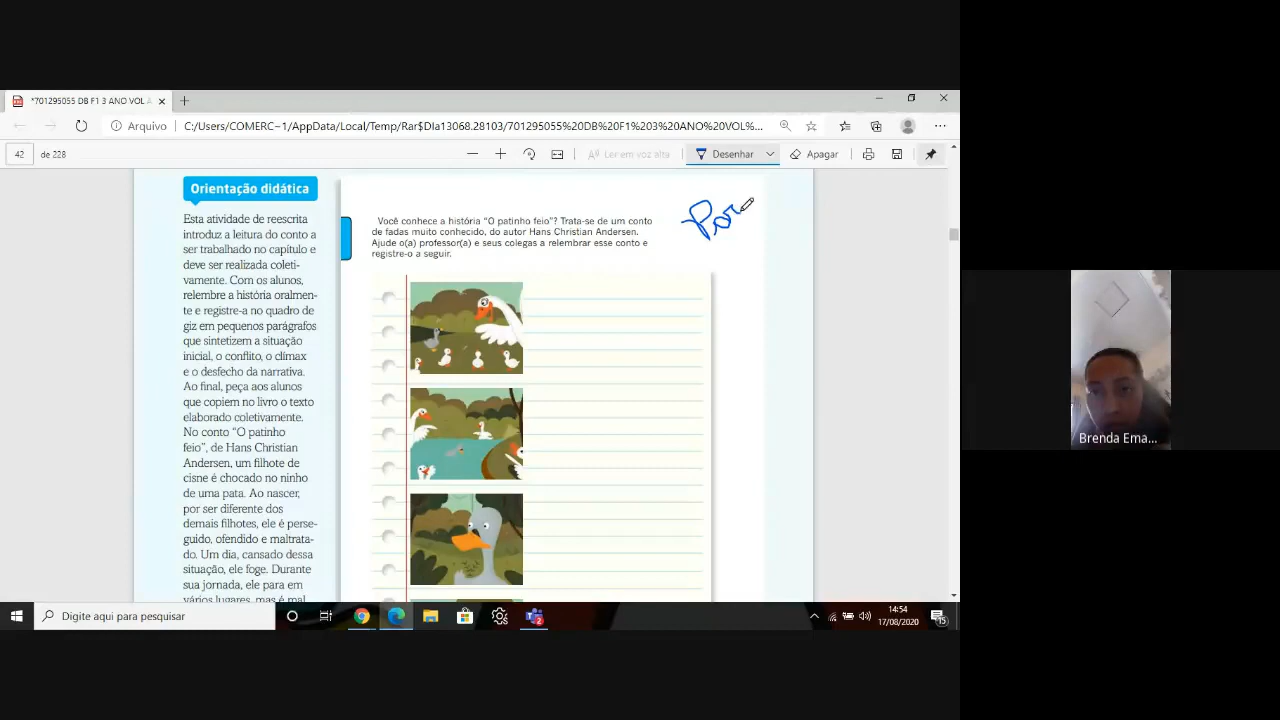 *701295055 DB F1 3 ANO VOL
Arquivo
C:/Users/COMERC~1/AppData/Local/Temp/Rar$DIa13068.28103/701295055%20DB%20F1%203%20ANO%20VOL%...
42
de 228
Ler em voz alta
Desenhar
Apagar
Orientação didática
Esta atividade de reescrita
introduz a leitura do conto a
ser trabalhado no capítulo e
deve ser realizada coleti-
vamente. Com os alunos,
relembre a história oralmen-
te e registre-a no quadro de
giz em pequenos parágrafos
que sintetizem a situação
inicial, o conflito, o clímax
e o desfecho da narrativa.
Ao final, peça aos alunos
que copiem no livro o texto
elaborado coletivamente.
No conto “O patinho
feio”, de Hans Christian
Andersen, um filhote de
cisne é chocado no ninho
de uma pata. Ao nascer,
por ser diferente dos
demais filhotes, ele é perse-
guido, ofendido e maltrata-
do. Um dia, cansado dessa
situação, ele foge. Durante
sua jornada, ele para em
vários lugares, mas é mal
Você conhece a história “O patinho feio”? Trata-se de um conto
de fadas muito conhecido, do autor Hans Christian Andersen.
Ajude o(a) professor(a) e seus colegas a relembrar esse conto e
registre-o a seguir.
Por
Brenda Ema...
Digite aqui para pesquisar
2
14:54
17/08/2020
15